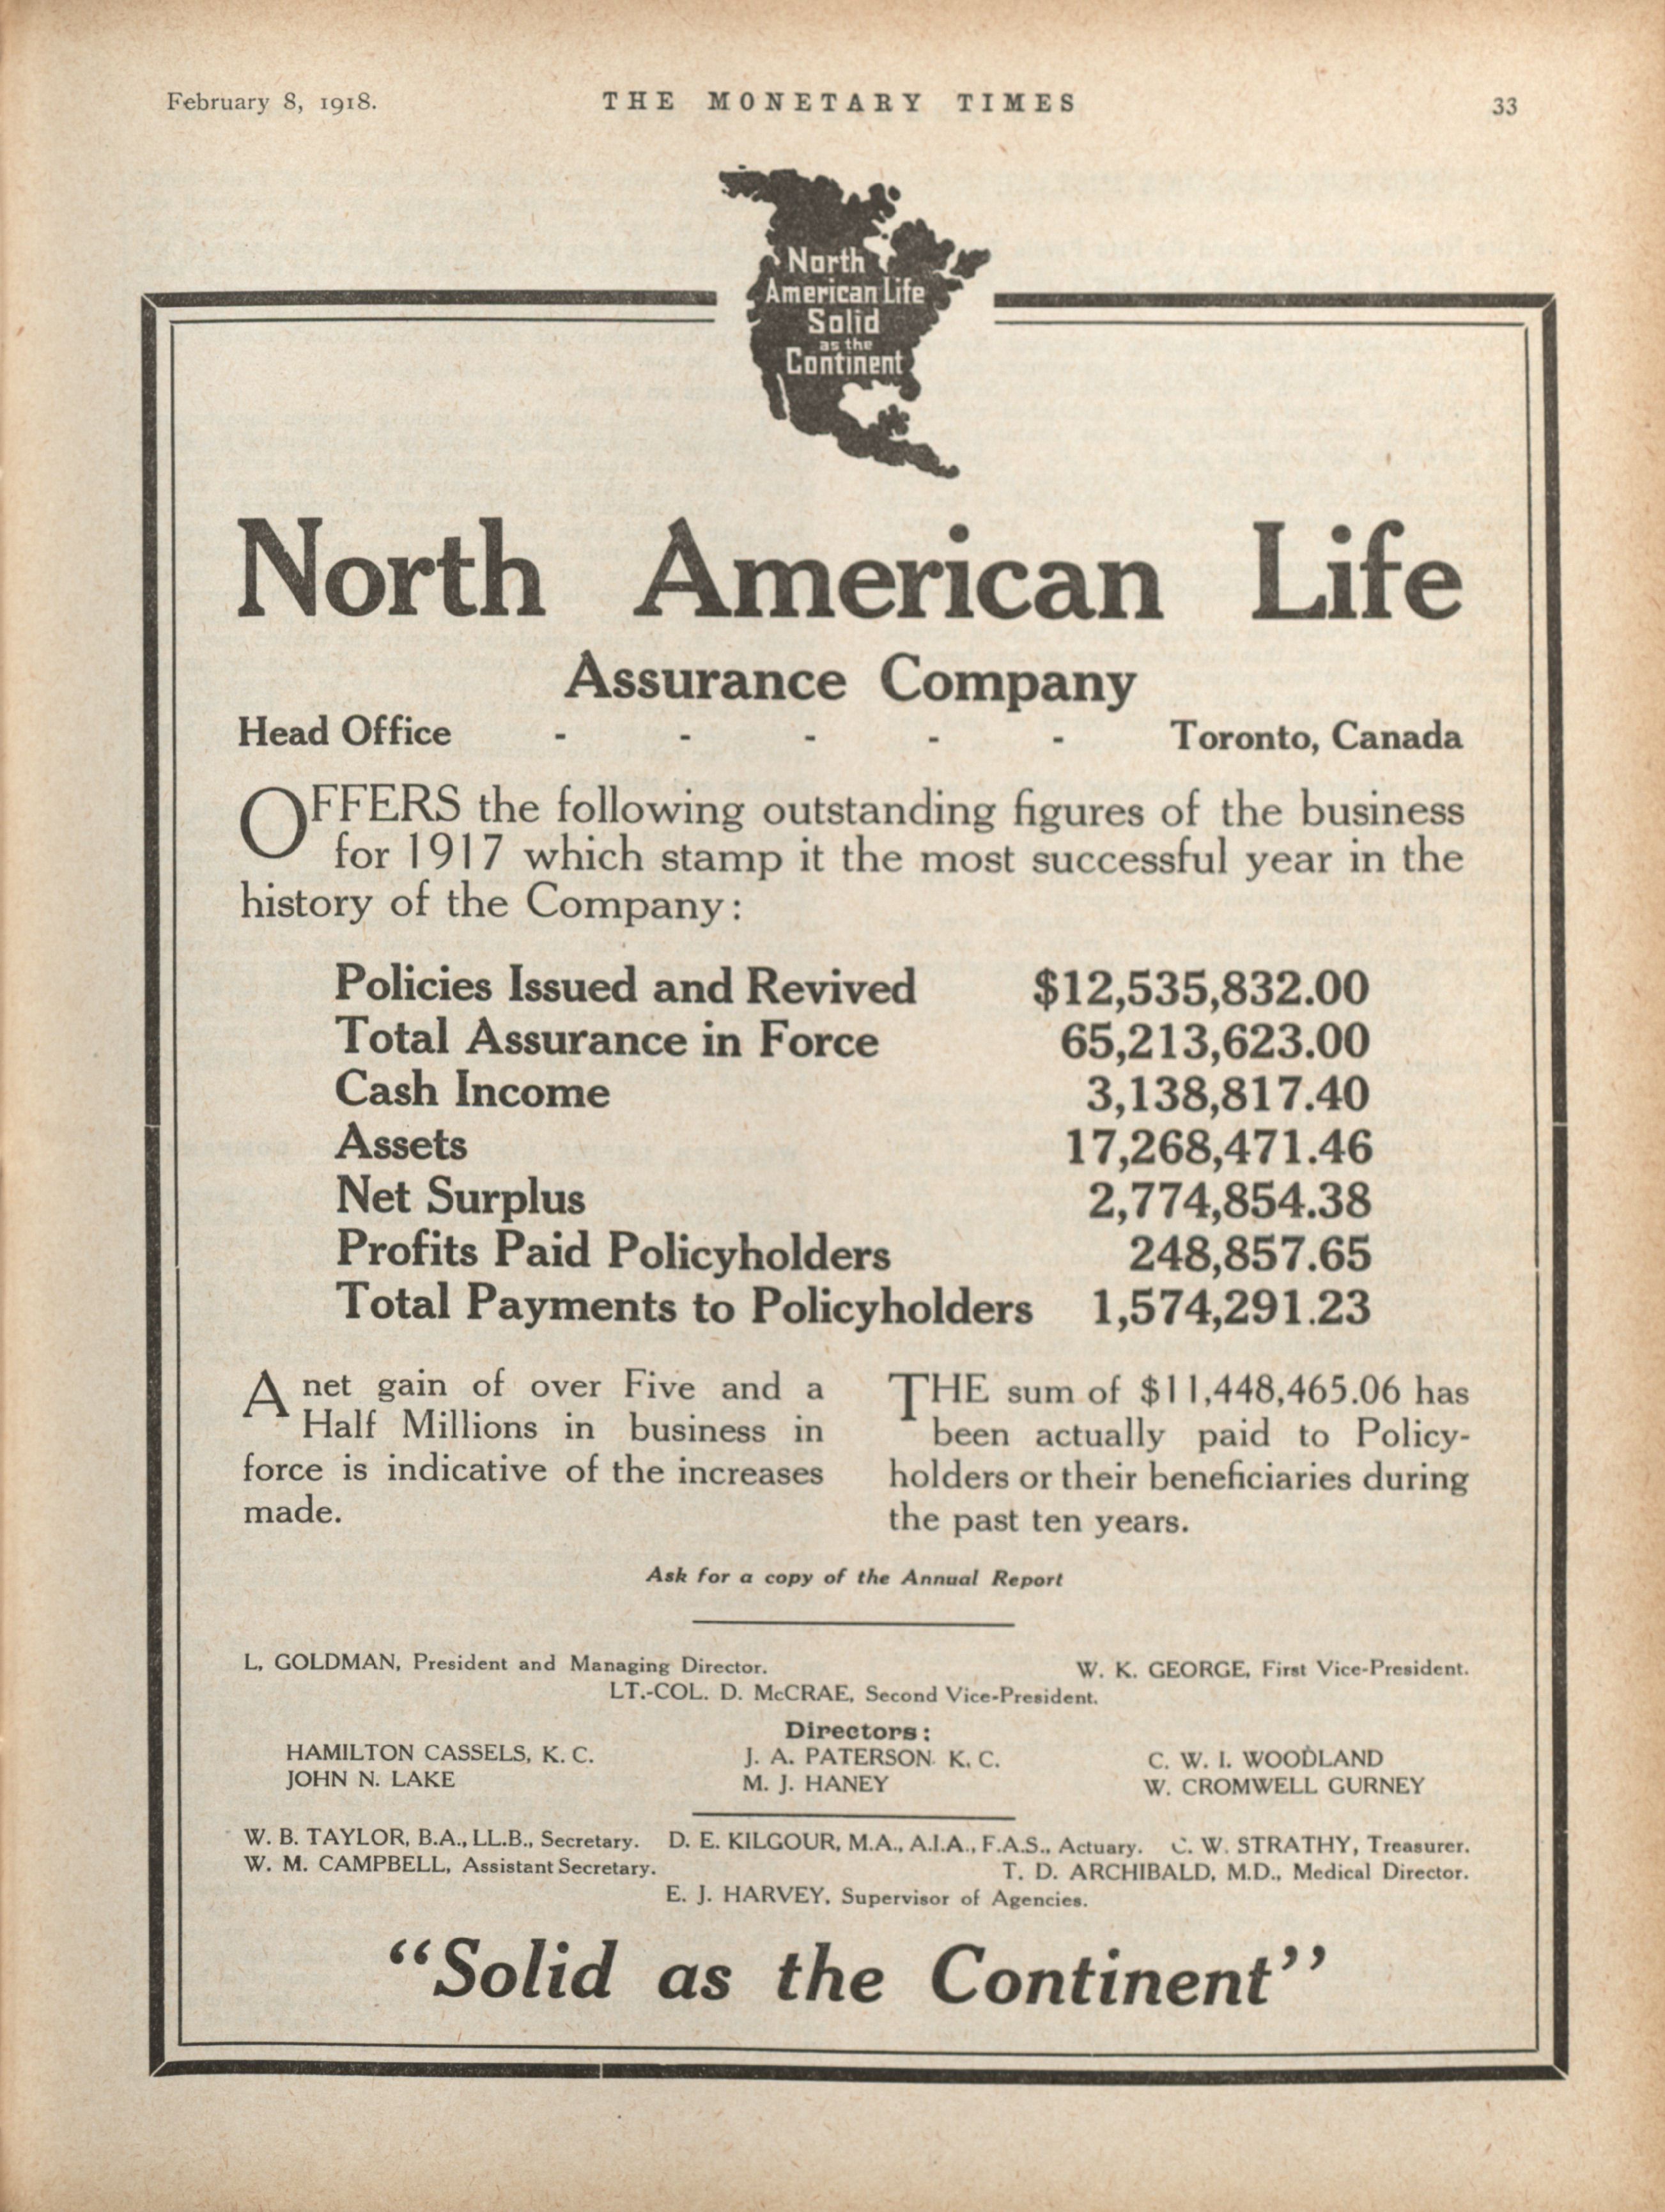 February 8, 1918.
THE MONETARY TIMES
33
North
American Life
Solid
as the
Continent
North American Life
Assurance Company
Head Office - - - - - Toronto, Canada
OFFERS the following outstanding figures of the business
for 1917 which stamp it the most successful year in the
history of the Company:
Policies Issued and Revived $12,535,832.00
Total Assurance in Force 65,213,623.00
Cash Income 3,138,817.40
Assets 17,268,471.46
Net Surplus 2,774,854.38
Profits Paid Policyholders 248,857.65
Total Payments to Policyholders 1,574,291.23
A net gain of over Five and a
Half Millions in business in
force is indicative of the increases
made.
THE sum of $11,448,465.06 has
been actually paid to Policy-
holders or their beneficiaries during
the past ten years.
Ask for a copy of the Annual Report
L. GOLDMAN, President and Managing Director. W. K. GEORGE, First Vice-President.
LT.-COL. D. McCRAE, Second Vice-President.
Directors:
HAMILTON CASSELS, K. C. J. A. PATERSON K. C. C. W. I. WOODLAND
JOHN N. LAKE M. J. HANEY W. CROMWELL GURNEY
W. B. TAYLOR, B.A., LL.B., Secretary. D. E. KILGOUR, M.A., A.I.A., F.A.S., Actuary. C. W. STRATHY, Treasurer.
W. M. CAMPBELL, Assistant Secretary. T. D. ARCHIBALD, M.D., Medical Director.
E. J. HARVEY, Supervisor of Agencies.
"Solid as the Continent"